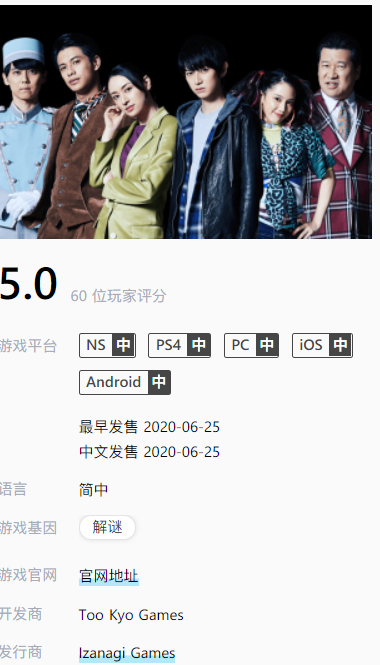 5.0 60 位玩家评分
游戏平台 NS 中 PS4 中 PC 中 iOS 中
Android 中
最早发售 2020-06-25
中文发售 2020-06-25
语言 简中
游戏基因 解谜
游戏官网 官网地址
开发商 Too Kyo Games
发行商 Izanagi Games